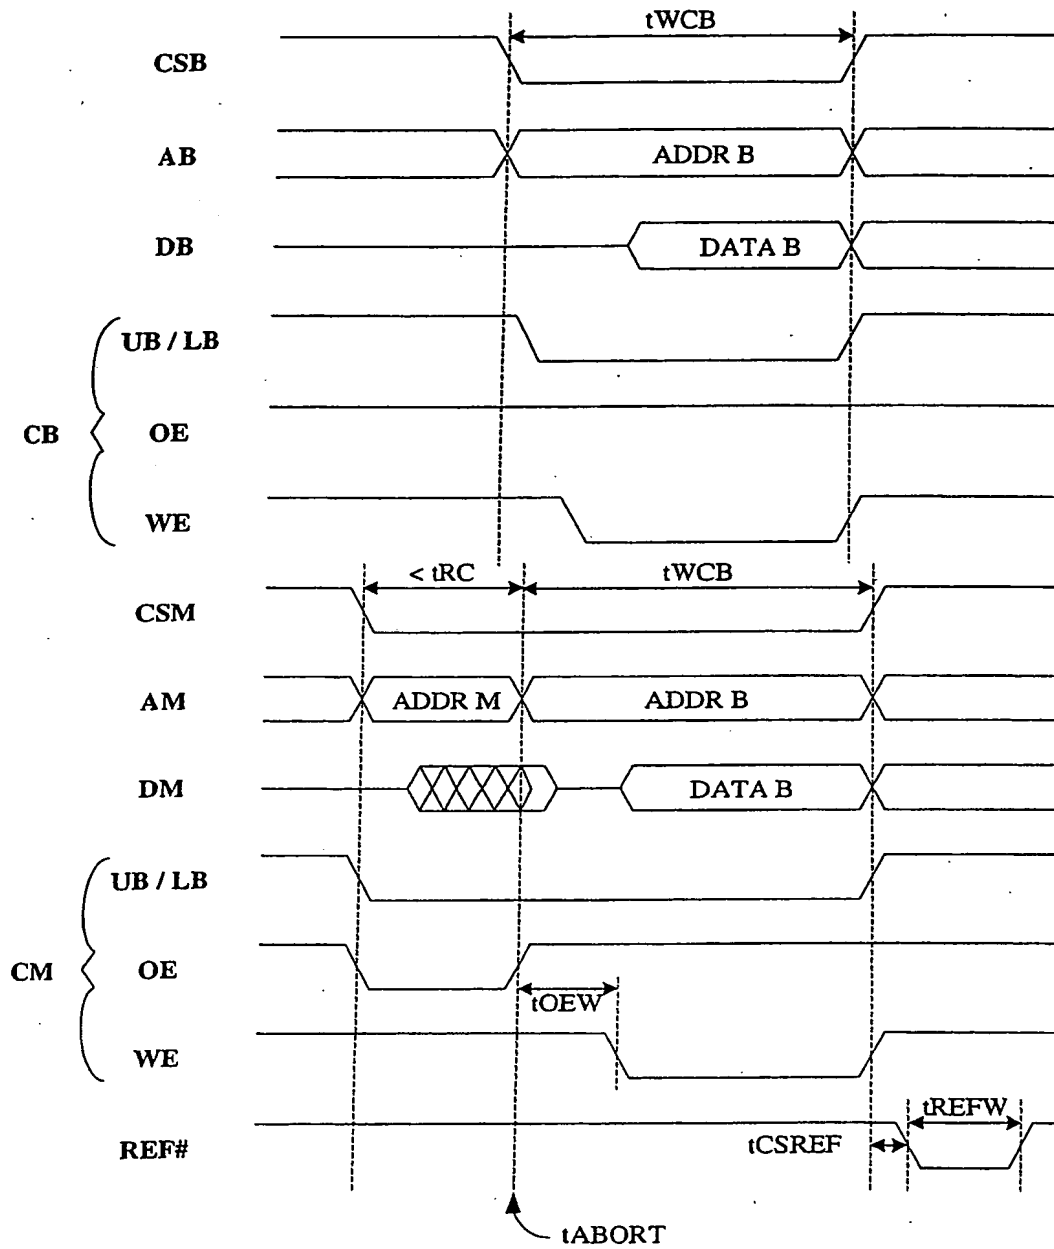 tWCB
CSB
AB ADDR B
DB DATA B
UB / LB
CB OE
WE
< tRC tWCB
CSM
AM ADDR M ADDR B
DM DATA B
UB / LB
CM OE
tOEW
WE
tREFW
REF# tCSREF
tABORT